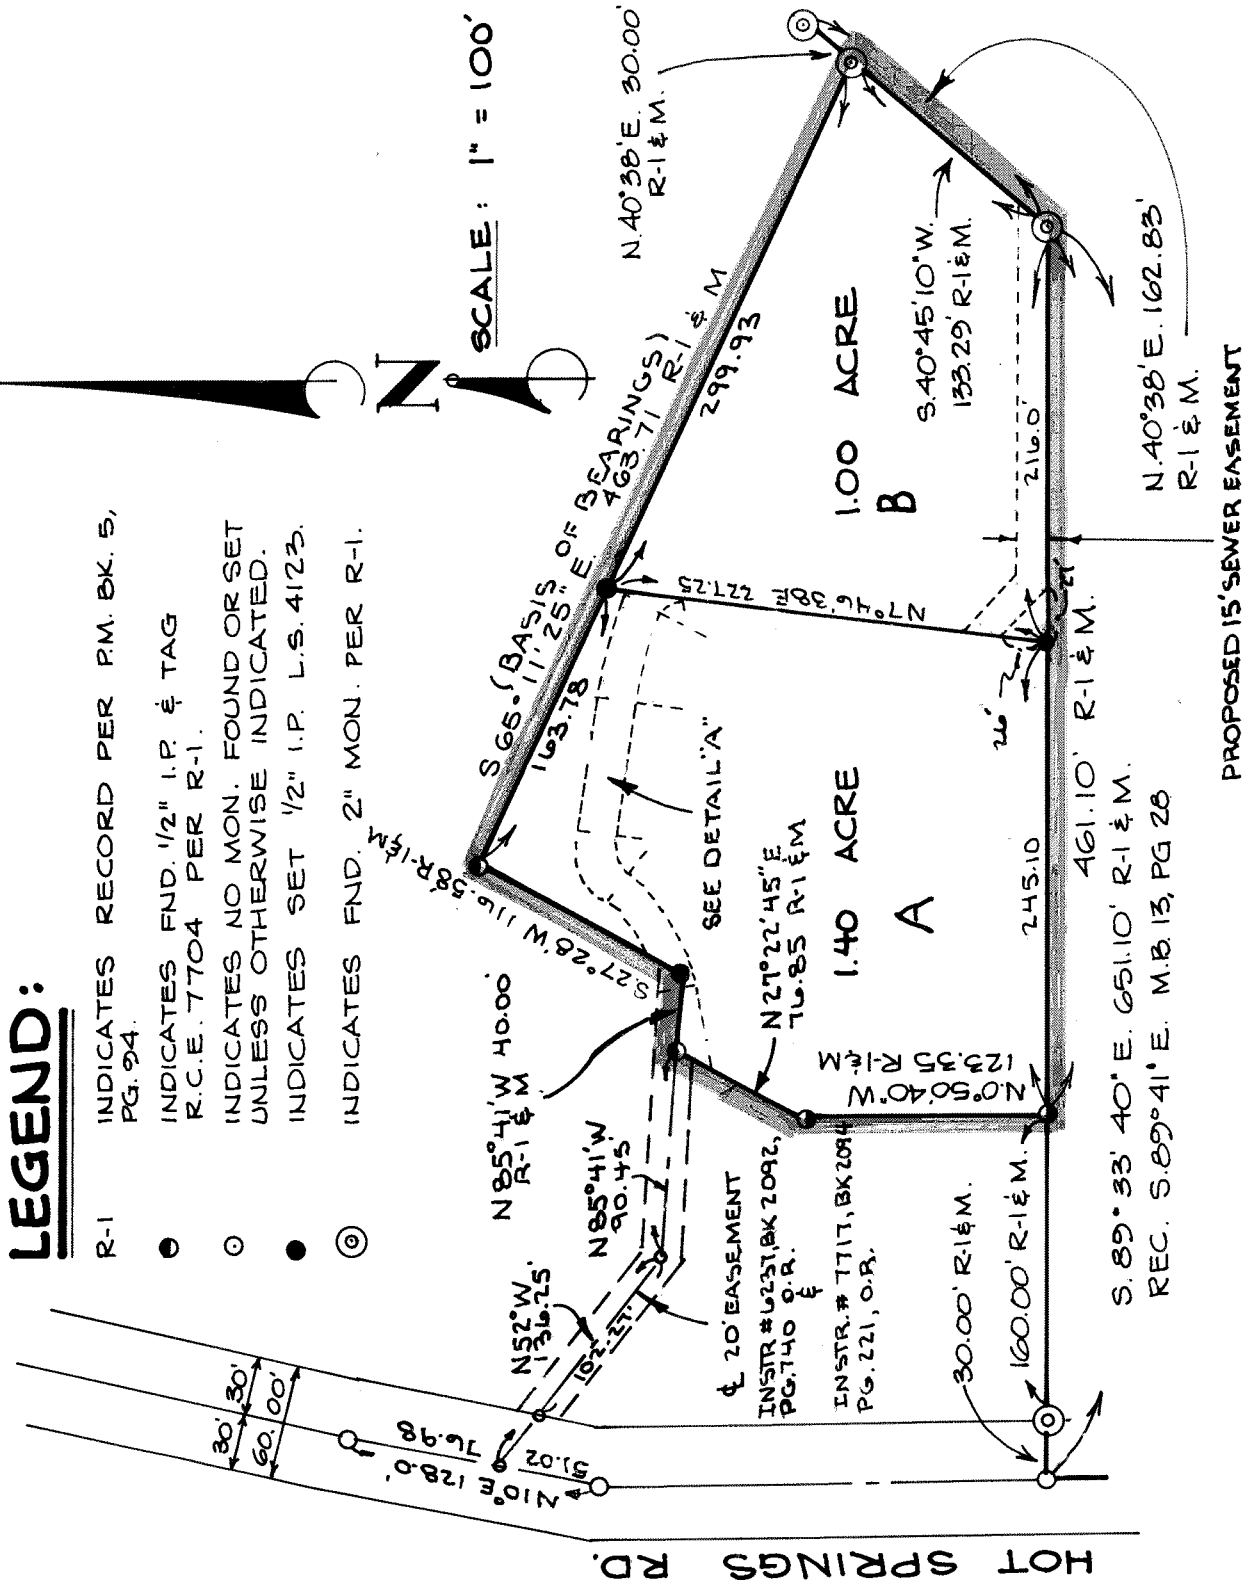 LEGEND:
R-1 INDICATES RECORD PER P.M. BK. 5,
PG. 94.
INDICATES FND. 1/2" I.P. & TAG
R.C.E. 7704 PER R-1.
INDICATES NO MON. FOUND OR SET
UNLESS OTHERWISE INDICATED.
INDICATES SET 1/2" I.P. L.S. 4123.
INDICATES FND. 2" MON. PER R-1.
N
SCALE: 1" = 100'
N.40°38'E. 30.00'
R-1 & M.
S 65° 11' 25" E
(BASIS OF BEARINGS)
463.71 R-1 & M
163.78
299.93
S.27°28'W 116.58 R-1&M
N85°41'W 40.00'
R-1 & M
N85°41'W
90.45'
N52°W
136.25'
102.27'
SEE DETAIL "A"
N27°22'45"E
76.85 R-1&M
N7°46'38E 227.25
1.40 ACRE
A
1.00 ACRE
B
S.40°45'10"W.
133.29' R-1&M.
N.0°50'40"W
123.35 R-1&M
245.10
216.0'
26'
21'
461.10' R-1 & M.
N.40°38'E. 162.83'
R-1 & M.
PROPOSED 15' SEWER EASEMENT
S.89°33'40"E. 651.10' R-1 & M.
REC. S.89°41'E. M.B.13, PG 28
℄ 20' EASEMENT
INSTR #6237, BK 2092,
PG. 740 O.R.
&
INSTR. # 7717, BK 2094
PG. 221, O.R.
30.00' R-1&M.
160.00' R-1&M.
30' 30'
60.00'
N10°E 128.0'
76.98
51.02
HOT SPRINGS RD.